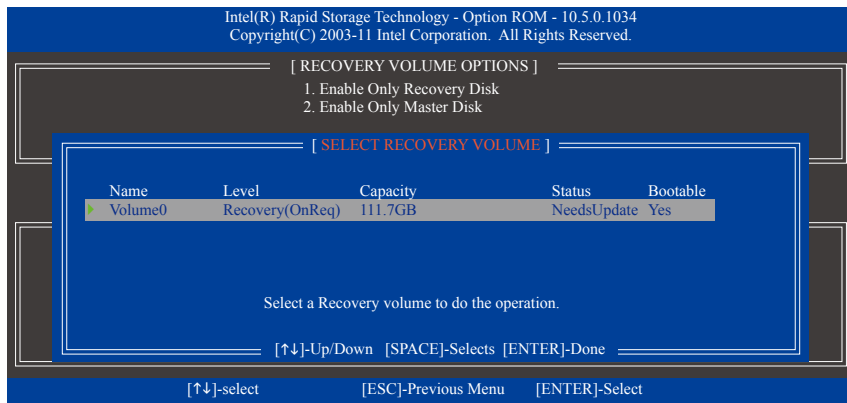 Intel(R) Rapid Storage Technology - Option ROM - 10.5.0.1034
Copyright(C) 2003-11 Intel Corporation. All Rights Reserved.
[ RECOVERY VOLUME OPTIONS ]
1. Enable Only Recovery Disk
2. Enable Only Master Disk
[ SELECT RECOVERY VOLUME ]
Name Level Capacity Status Bootable
Volume0 Recovery(OnReq) 111.7GB NeedsUpdate Yes
Select a Recovery volume to do the operation.
[↑↓]-Up/Down [SPACE]-Selects [ENTER]-Done
[↑↓]-select [ESC]-Previous Menu [ENTER]-Select